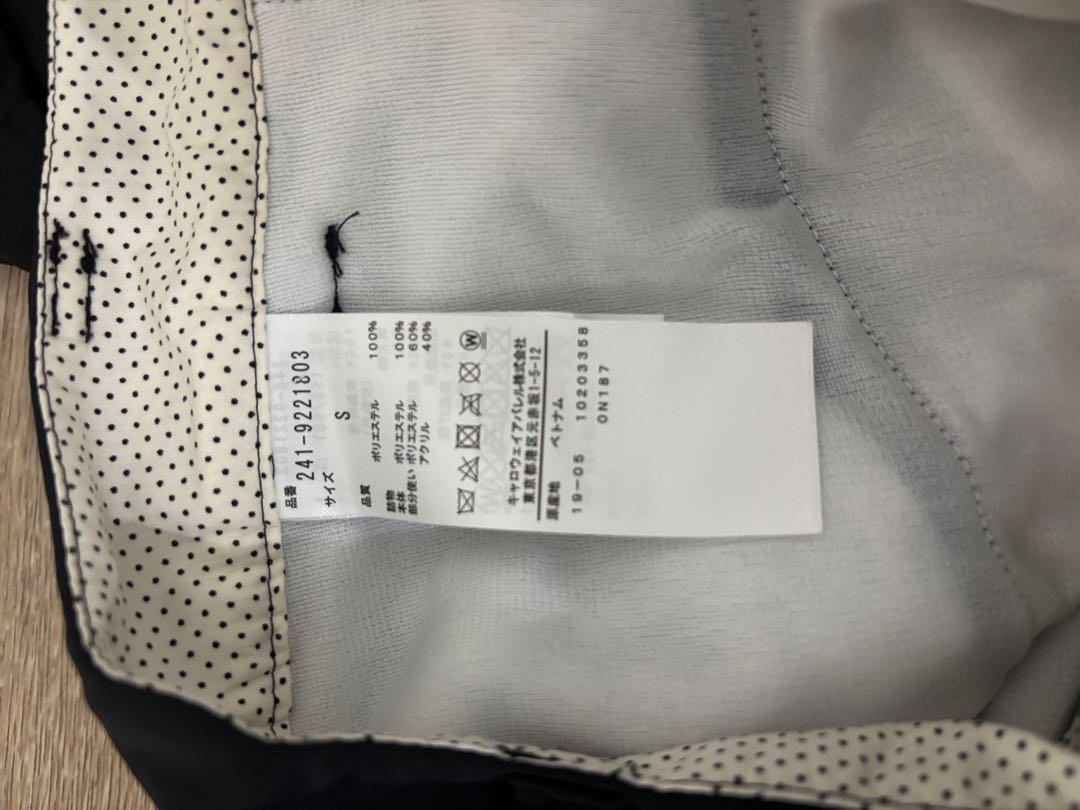 品番
241-9221803
サイズ S
品質 ポリエステル 100%
詰物
本体 ポリエステル 100%
部分使い ポリエステル 60%
アクリル 40%
W
キャロウェイアパレル株式会社
東京都港区元赤坂1-5-12
原産地 ベトナム
19-05 10203358
0N187